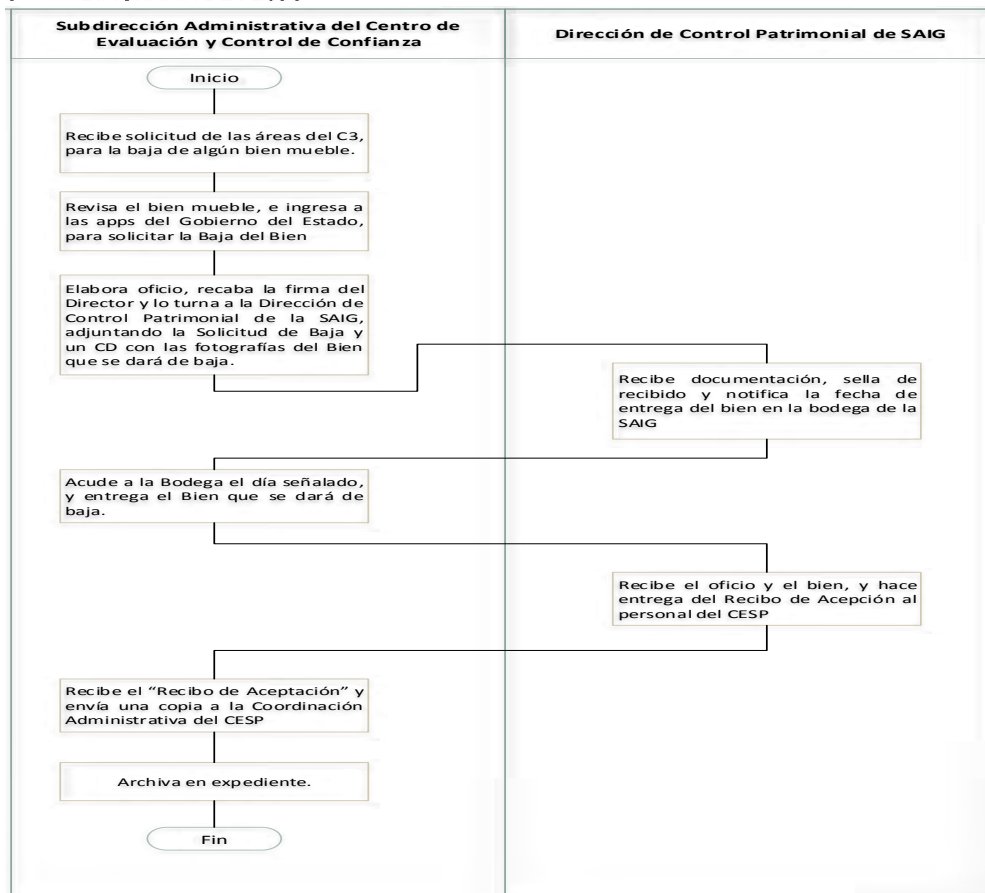 Subdirección Administrativa del Centro de
Evaluación y Control de Confianza
Dirección de Control Patrimonial de SAIG
Inicio
Recibe solicitud de las áreas del C3,
para la baja de algún bien mueble.
Revisa el bien mueble, e ingresa a
las apps del Gobierno del Estado,
para solicitar la Baja del Bien
Elabora oficio, recaba la firma del
Director y lo turna a la Dirección de
Control Patrimonial de la SAIG,
adjuntando la Solicitud de Baja y
un CD con las fotografías del Bien
que se dará de baja.
Recibe documentación, sella de
recibido y notifica la fecha de
entrega del bien en la bodega de la
SAIG
Acude a la Bodega el día señalado,
y entrega el Bien que se dará de
baja.
Recibe el oficio y el bien, y hace
entrega del Recibo de Acepción al
personal del CESP
Recibe el “Recibo de Aceptación” y
envía una copia a la Coordinación
Administrativa del CESP
Archiva en expediente.
Fin